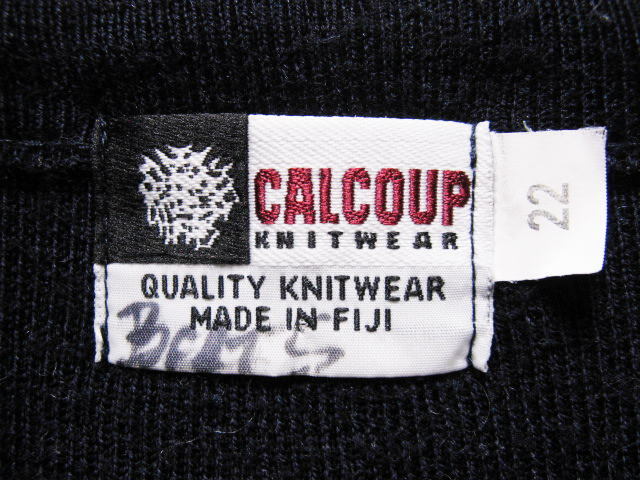 CALCOUP
KNITWEAR
QUALITY KNITWEAR
MADE IN FIJI
22